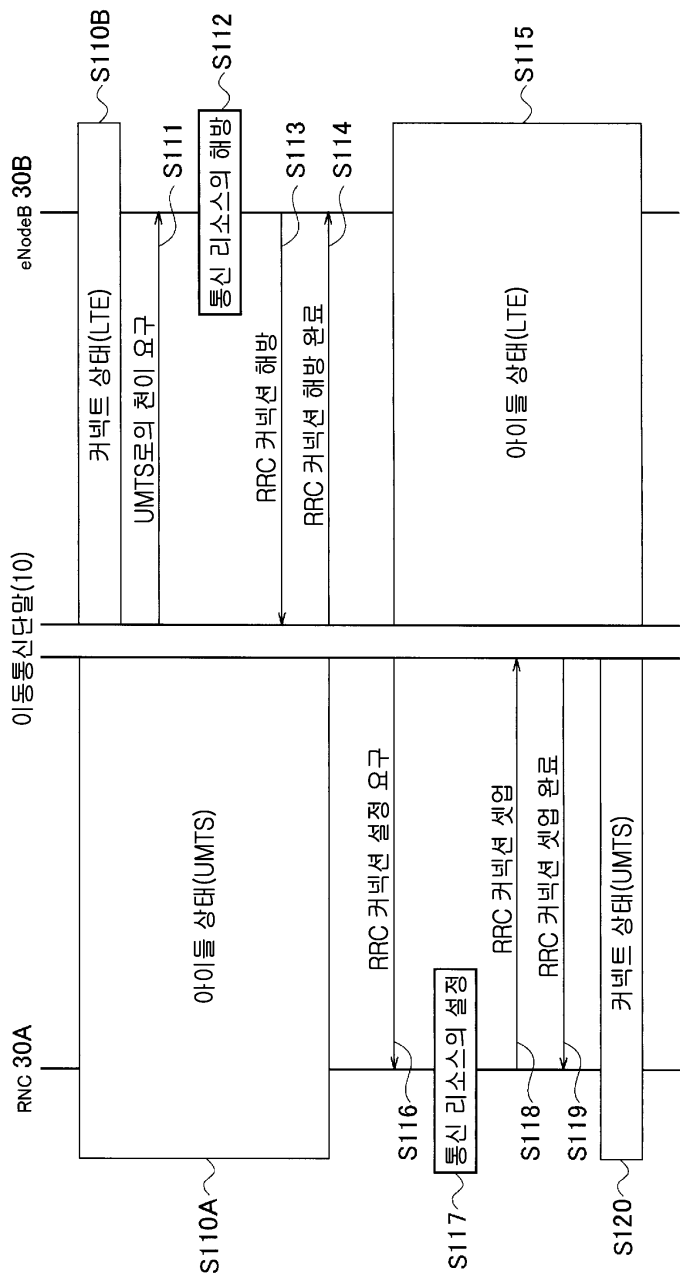 RNC 30A
이동통신단말(10)
eNodeB 30B
S110A
아이들 상태(UMTS)
커넥트 상태(LTE)
S110B
UMTS로의 천이 요구
S111
통신 리소스의 해방
S112
RRC 커넥션 해방
S113
RRC 커넥션 해방 완료
S114
아이들 상태(LTE)
S115
RRC 커넥션 설정 요구
S116
통신 리소스의 설정
S117
RRC 커넥션 셋업
S118
RRC 커넥션 셋업 완료
S119
커넥트 상태(UMTS)
S120